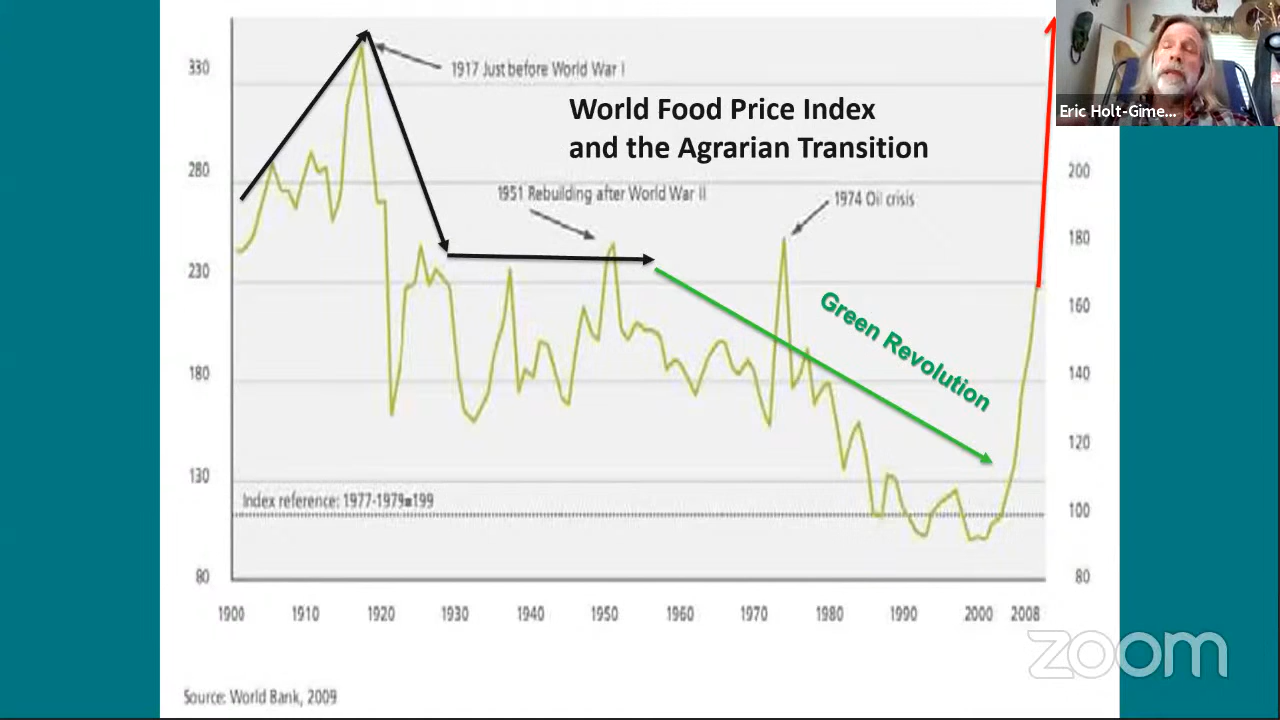 330
280
230
180
130
80
1917 Just before World War I
World Food Price Index
and the Agrarian Transition
1951 Rebuilding after World War II
1974 Oil crisis
Green Revolution
Index reference: 1977-1979=199
200
180
160
140
120
100
80
1900 1910 1920 1930 1940 1950 1960 1970 1980 1990 2000 2008
Source: World Bank, 2009
Eric Holt-Gime...
zoom